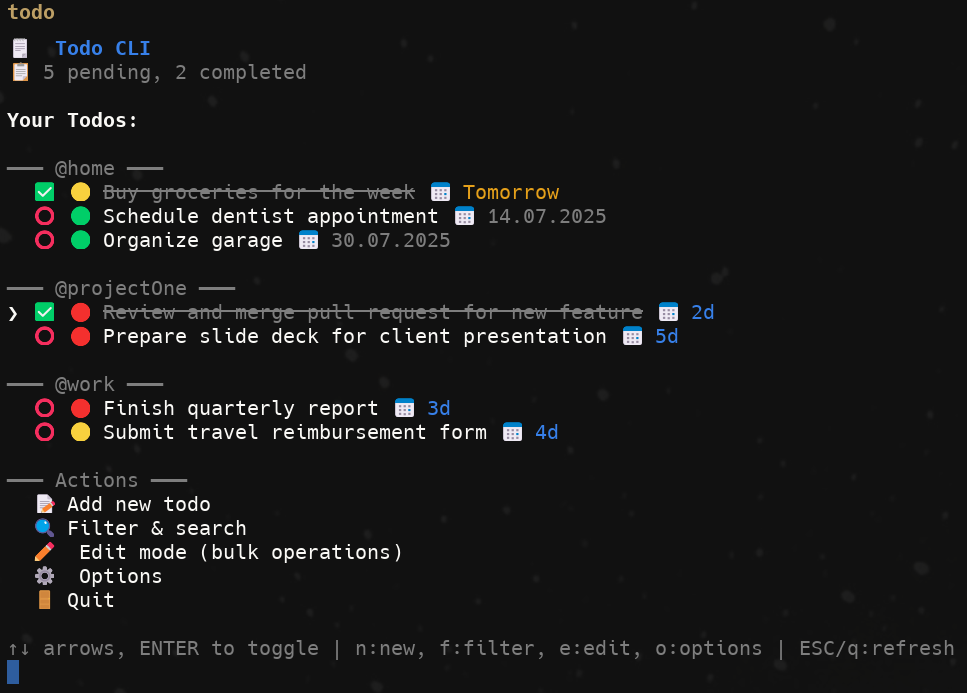 todo
Todo CLI
5 pending, 2 completed
Your Todos:
─── @home ───
Buy groceries for the week Tomorrow
Schedule dentist appointment 14.07.2025
Organize garage 30.07.2025
─── @projectOne ───
❯ Review and merge pull request for new feature 2d
Prepare slide deck for client presentation 5d
─── @work ───
Finish quarterly report 3d
Submit travel reimbursement form 4d
─── Actions ───
Add new todo
Filter & search
Edit mode (bulk operations)
Options
Quit
↑↓ arrows, ENTER to toggle | n:new, f:filter, e:edit, o:options | ESC/q:refresh